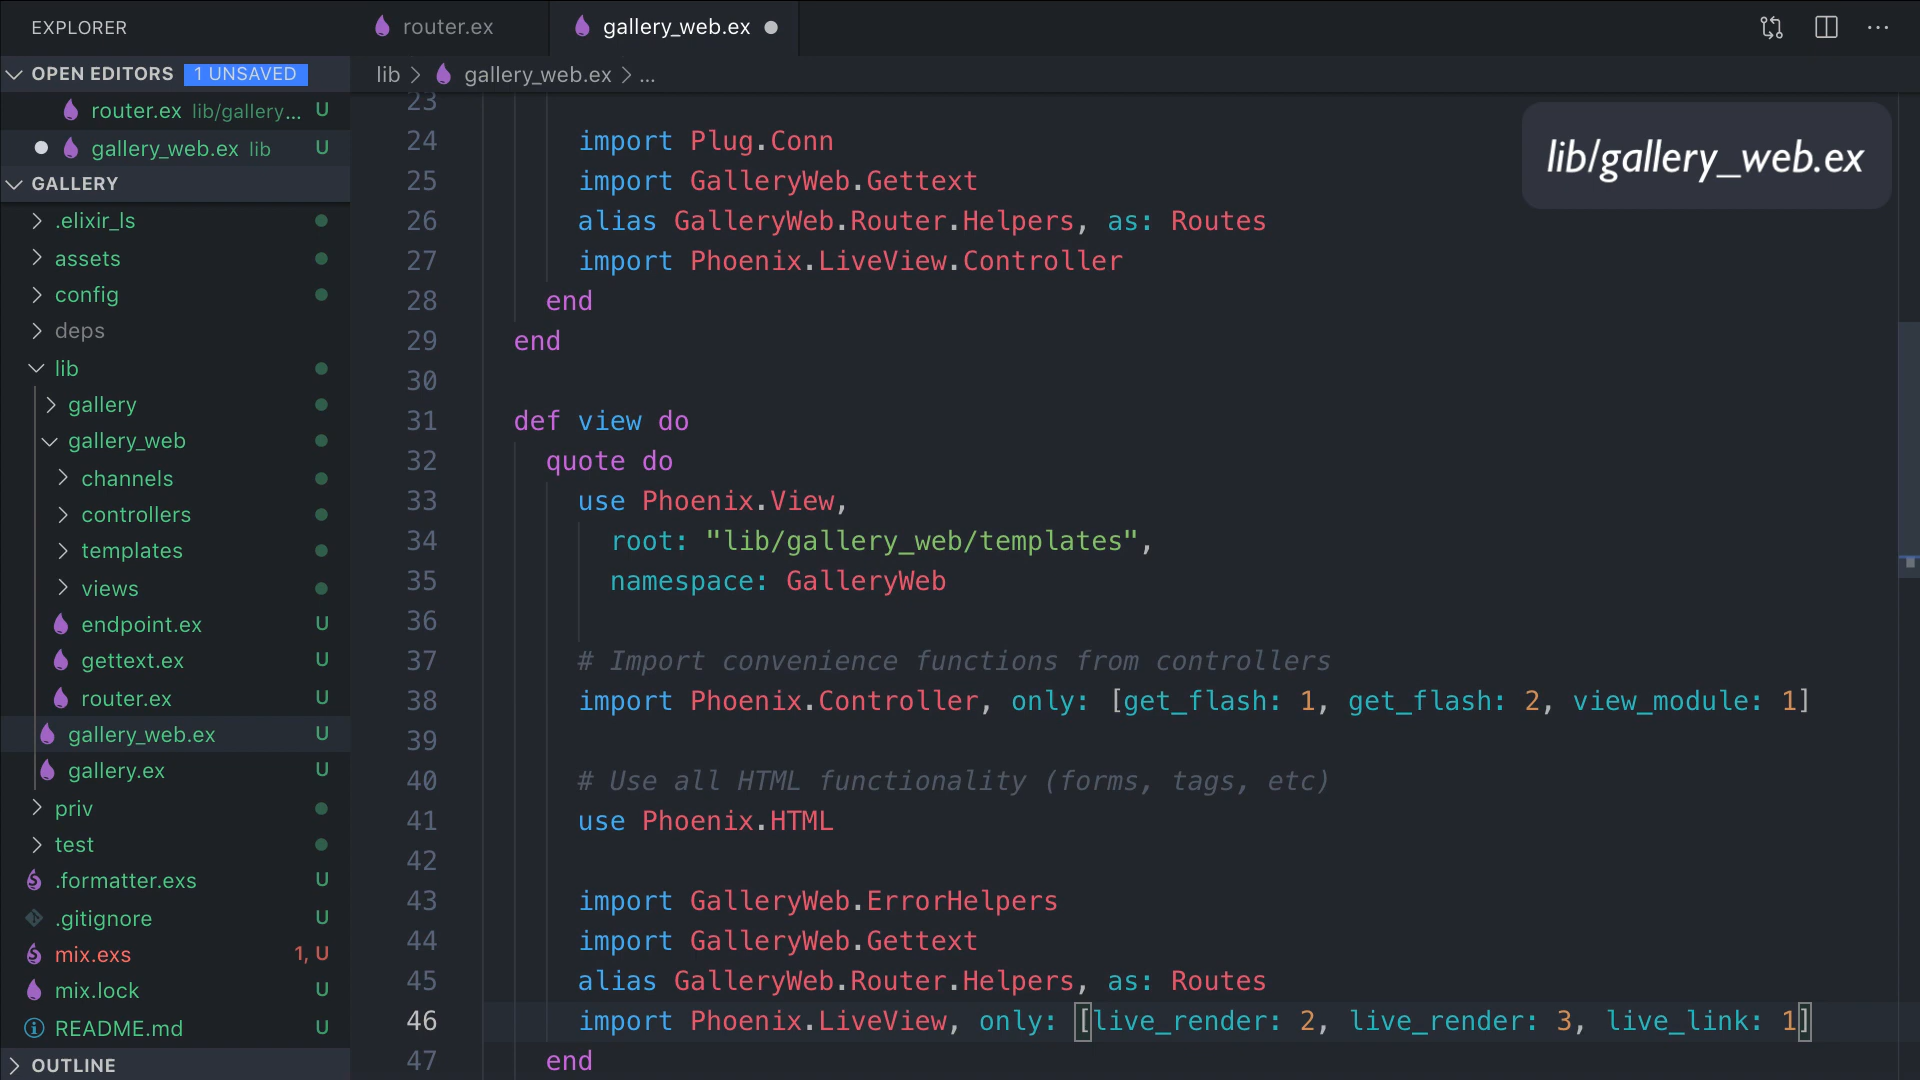 EXPLORER
router.ex
gallery_web.ex
OPEN EDITORS 1 UNSAVED
lib gallery_web.ex ...
router.ex lib/gallery... U
gallery_web.ex lib U
GALLERY
.elixir_ls
assets
config
deps
lib
gallery
gallery_web
channels
controllers
templates
views
endpoint.ex U
gettext.ex U
router.ex U
gallery_web.ex U
gallery.ex U
priv
test
.formatter.exs U
.gitignore U
mix.exs 1, U
mix.lock U
README.md U
OUTLINE
lib/gallery_web.ex
23
24 import Plug.Conn
25 import GalleryWeb.Gettext
26 alias GalleryWeb.Router.Helpers, as: Routes
27 import Phoenix.LiveView.Controller
28 end
29 end
30
31 def view do
32 quote do
33 use Phoenix.View,
34 root: "lib/gallery_web/templates",
35 namespace: GalleryWeb
36
37 # Import convenience functions from controllers
38 import Phoenix.Controller, only: [get_flash: 1, get_flash: 2, view_module: 1]
39
40 # Use all HTML functionality (forms, tags, etc)
41 use Phoenix.HTML
42
43 import GalleryWeb.ErrorHelpers
44 import GalleryWeb.Gettext
45 alias GalleryWeb.Router.Helpers, as: Routes
46 import Phoenix.LiveView, only: [live_render: 2, live_render: 3, live_link: 1]
47 end